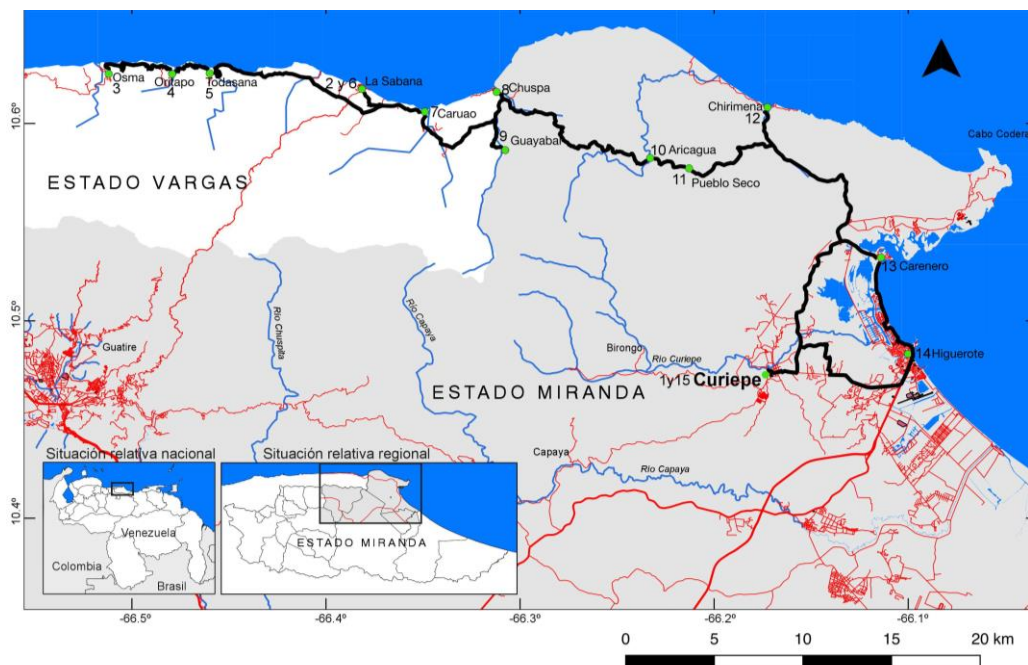 Osma
3
Oritapo
4
Todasana
5
2 y 6
La Sabana
7
Caruao
8
Chuspa
9
Guayabal
10
Aricagua
11
Pueblo Seco
Chirimena
12
Cabo Codera
13
Carenero
14
Higuerote
1y15
Curiepe
ESTADO VARGAS
ESTADO MIRANDA
Guatire
Río Chuspita
Río Capaya
Birongo
Río Curiepe
Capaya
Río Capaya
10.6°
10.5°
10.4°
Situación relativa nacional
Venezuela
Colombia
Brasil
Situación relativa regional
ESTADO MIRANDA
-66.5°
-66.4°
-66.3°
-66.2°
-66.1°
0 5 10 15 20 km